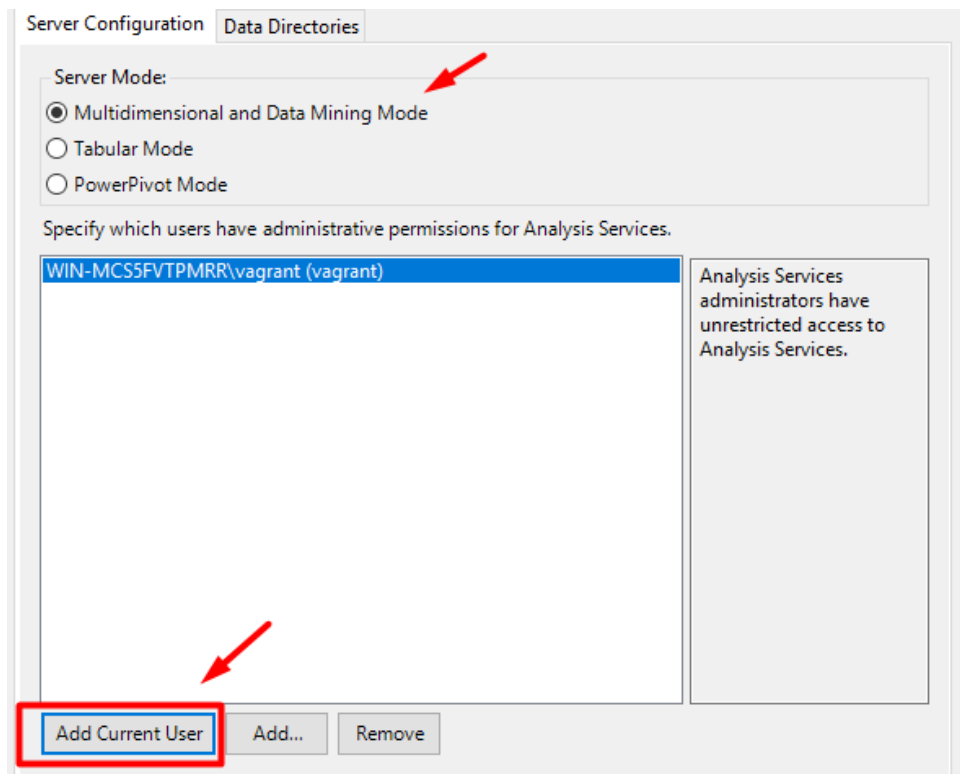 Server Configuration
Data Directories
Server Mode:
Multidimensional and Data Mining Mode
Tabular Mode
PowerPivot Mode
Specify which users have administrative permissions for Analysis Services.
WIN-MCS5FVTPMRR\vagrant (vagrant)
Analysis Services
administrators have
unrestricted access to
Analysis Services.
Add Current User
Add...
Remove